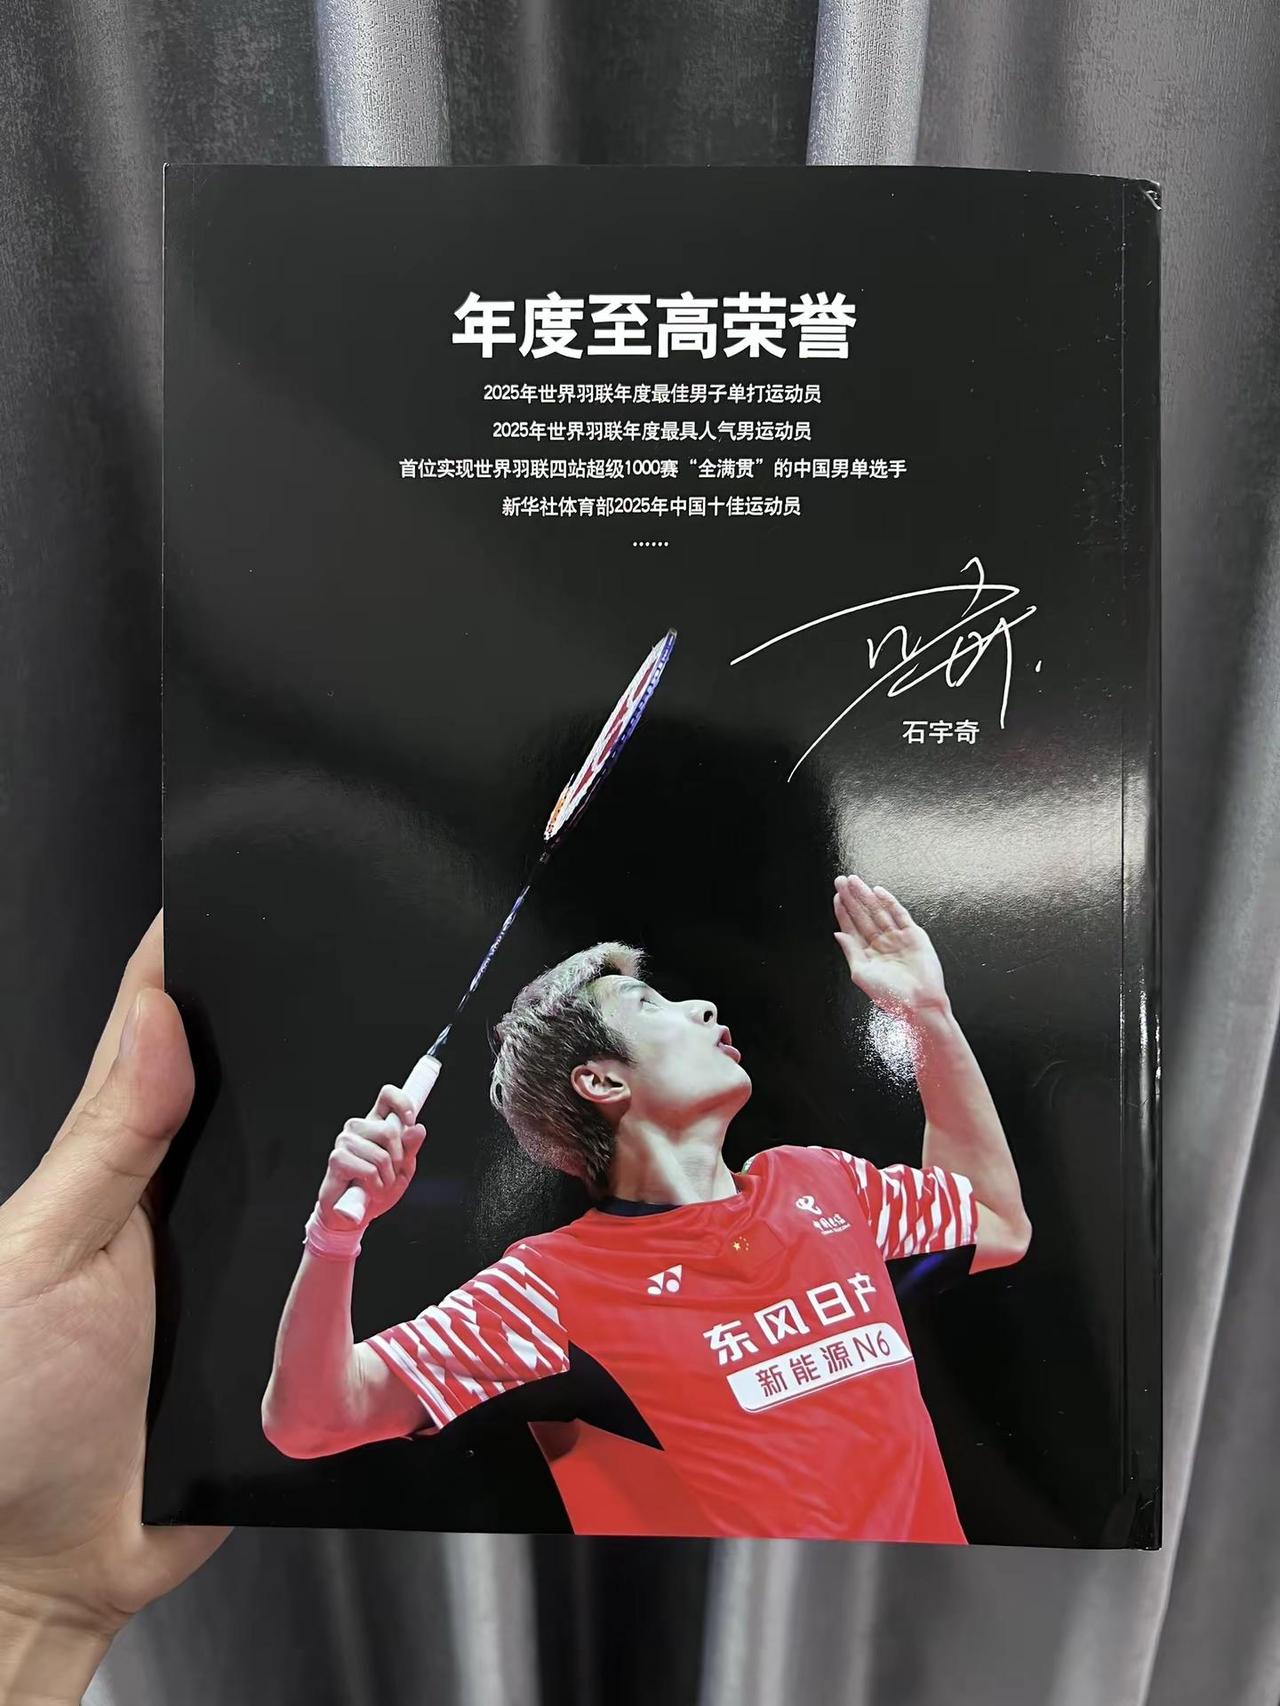 年度至高荣誉
2025年世界羽联年度最佳男子单打运动员
2025年世界羽联年度最具人气男运动员
首位实现世界羽联四站超级1000赛“全满贯”的中国男单选手
新华社体育部2025年中国十佳运动员
......
石宇奇
中国电信
东风日产
新能源N6